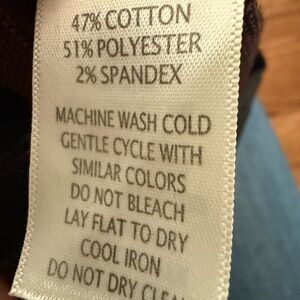 47% COTTON
51% POLYESTER
2% SPANDEX
MACHINE WASH COLD
GENTLE CYCLE WITH
SIMILAR COLORS
DO NOT BLEACH
LAY FLAT TO DRY
COOL IRON
DO NOT DRY CLEAN